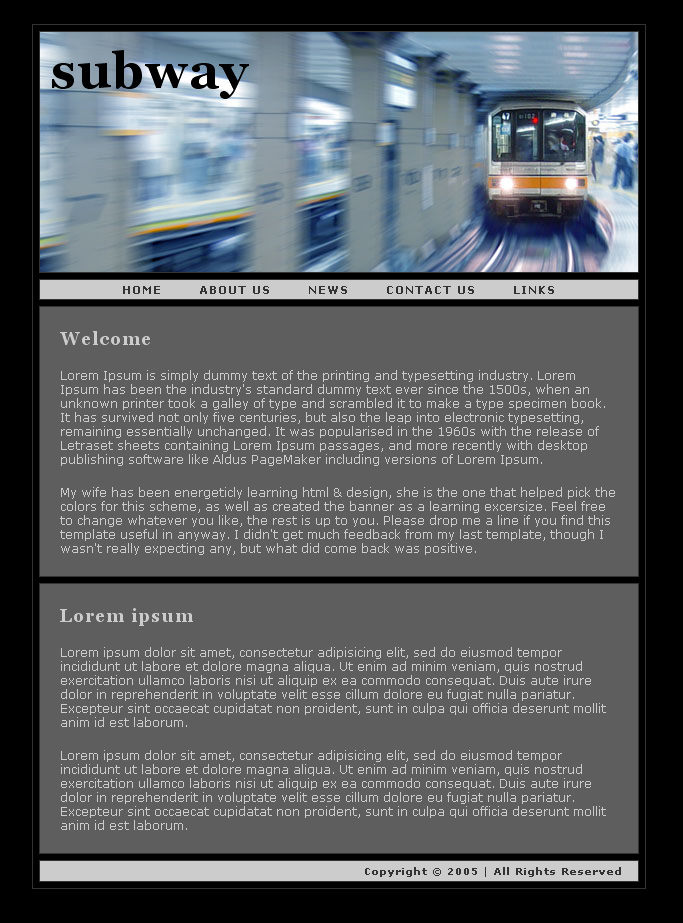 subway
47
HOME ABOUT US NEWS CONTACT US LINKS
Welcome
Lorem Ipsum is simply dummy text of the printing and typesetting industry. Lorem
Ipsum has been the industry's standard dummy text ever since the 1500s, when an
unknown printer took a galley of type and scrambled it to make a type specimen book.
It has survived not only five centuries, but also the leap into electronic typesetting,
remaining essentially unchanged. It was popularised in the 1960s with the release of
Letraset sheets containing Lorem Ipsum passages, and more recently with desktop
publishing software like Aldus PageMaker including versions of Lorem Ipsum.
My wife has been energeticly learning html & design, she is the one that helped pick the
colors for this scheme, as well as created the banner as a learning excersize. Feel free
to change whatever you like, the rest is up to you. Please drop me a line if you find this
template useful in anyway. I didn't get much feedback from my last template, though I
wasn't really expecting any, but what did come back was positive.
Lorem ipsum
Lorem ipsum dolor sit amet, consectetur adipisicing elit, sed do eiusmod tempor
incididunt ut labore et dolore magna aliqua. Ut enim ad minim veniam, quis nostrud
exercitation ullamco laboris nisi ut aliquip ex ea commodo consequat. Duis aute irure
dolor in reprehenderit in voluptate velit esse cillum dolore eu fugiat nulla pariatur.
Excepteur sint occaecat cupidatat non proident, sunt in culpa qui officia deserunt mollit
anim id est laborum.
Lorem ipsum dolor sit amet, consectetur adipisicing elit, sed do eiusmod tempor
incididunt ut labore et dolore magna aliqua. Ut enim ad minim veniam, quis nostrud
exercitation ullamco laboris nisi ut aliquip ex ea commodo consequat. Duis aute irure
dolor in reprehenderit in voluptate velit esse cillum dolore eu fugiat nulla pariatur.
Excepteur sint occaecat cupidatat non proident, sunt in culpa qui officia deserunt mollit
anim id est laborum.
Copyright © 2005 | All Rights Reserved